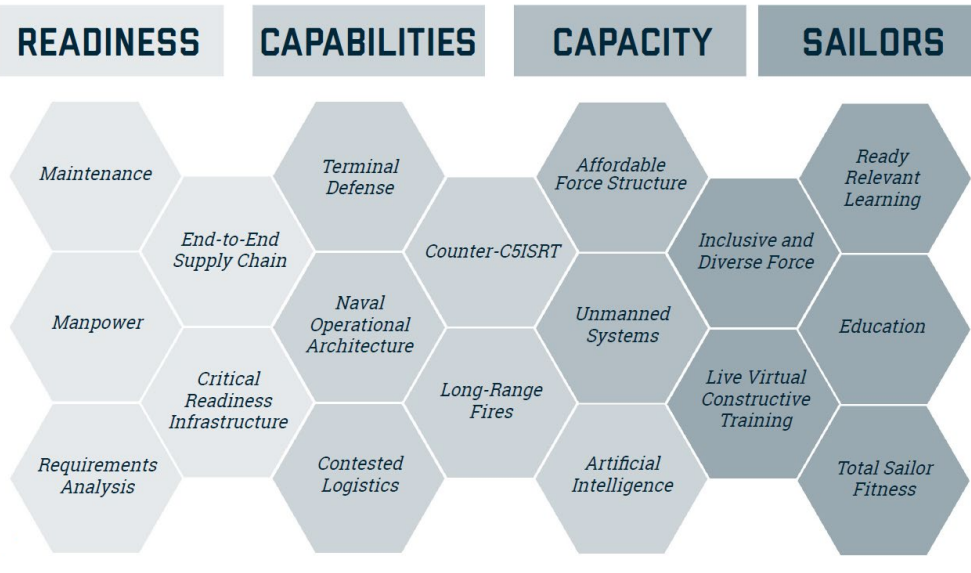 READINESS
CAPABILITIES
CAPACITY
SAILORS
Maintenance
End-to-End
Supply Chain
Manpower
Critical
Readiness
Infrastructure
Requirements
Analysis
Terminal
Defense
Counter-C5ISRT
Naval
Operational
Architecture
Long-Range
Fires
Contested
Logistics
Affordable
Force Structure
Unmanned
Systems
Artificial
Intelligence
Inclusive and
Diverse Force
Live Virtual
Constructive
Training
Ready
Relevant
Learning
Education
Total Sailor
Fitness